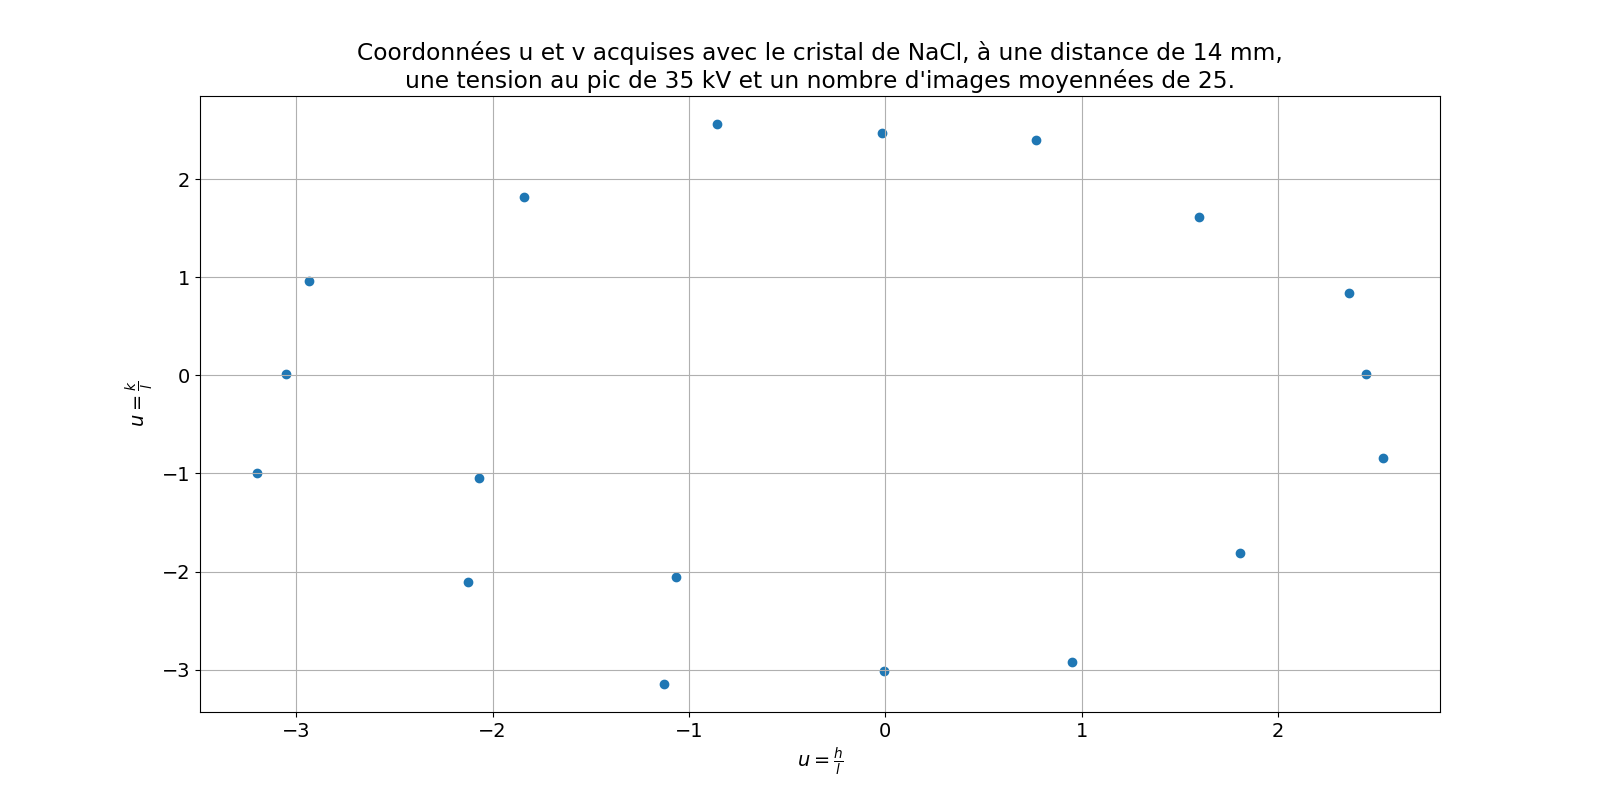 Coordonnées u et v acquises avec le cristal de NaCl, à une distance de 14 mm,
une tension au pic de 35 kV et un nombre d'images moyennées de 25.
2
1
0
−1
−2
−3
u = k/l
−3 −2 −1 0 1 2
u = h/l